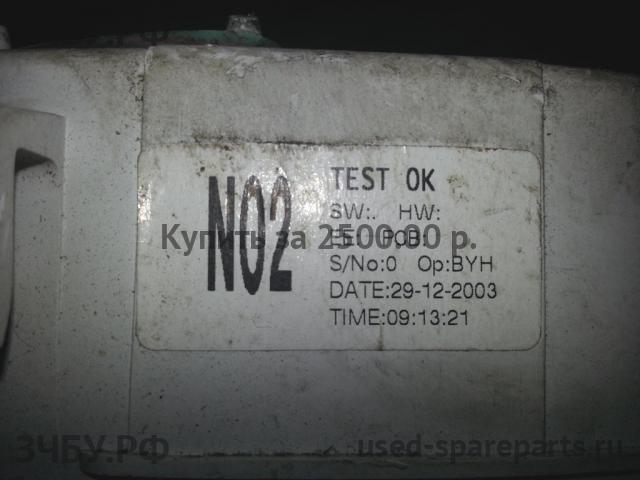 NO2
TEST OK
SW:. HW:
Купить за 2500.00 р.
S/No:0 Op:BYH
DATE:29-12-2003
TIME:09:13:21
ЗЧБУ.РФ
used-spareparts.ru